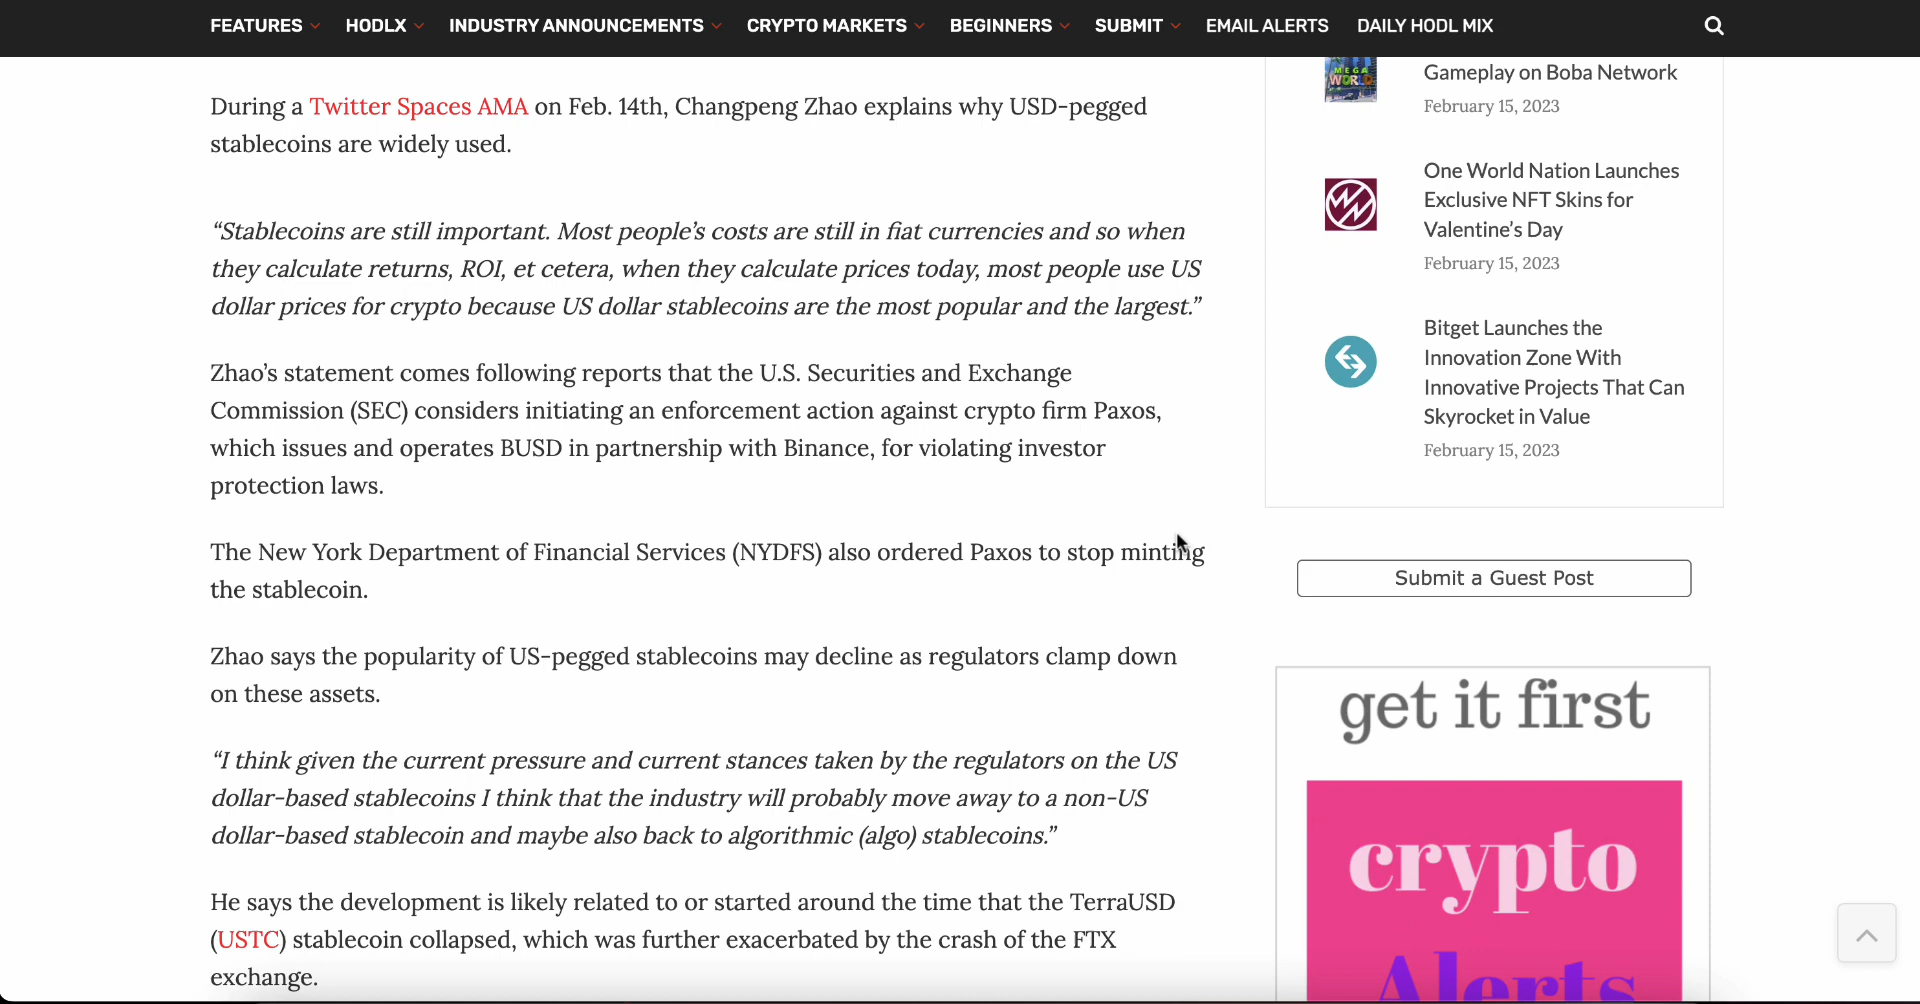 FEATURES HODLX INDUSTRY ANNOUNCEMENTS CRYPTO MARKETS BEGINNERS SUBMIT EMAIL ALERTS DAILY HODL MIX
During a Twitter Spaces AMA on Feb. 14th, Changpeng Zhao explains why USD-pegged
stablecoins are widely used.
“Stablecoins are still important. Most people’s costs are still in fiat currencies and so when
they calculate returns, ROI, et cetera, when they calculate prices today, most people use US
dollar prices for crypto because US dollar stablecoins are the most popular and the largest.”
Zhao’s statement comes following reports that the U.S. Securities and Exchange
Commission (SEC) considers initiating an enforcement action against crypto firm Paxos,
which issues and operates BUSD in partnership with Binance, for violating investor
protection laws.
The New York Department of Financial Services (NYDFS) also ordered Paxos to stop minting
the stablecoin.
Zhao says the popularity of US-pegged stablecoins may decline as regulators clamp down
on these assets.
“I think given the current pressure and current stances taken by the regulators on the US
dollar-based stablecoins I think that the industry will probably move away to a non-US
dollar-based stablecoin and maybe also back to algorithmic (algo) stablecoins.”
He says the development is likely related to or started around the time that the TerraUSD
(USTC) stablecoin collapsed, which was further exacerbated by the crash of the FTX
exchange.
MEGA
WORLD
Gameplay on Boba Network
February 15, 2023
One World Nation Launches
Exclusive NFT Skins for
Valentine’s Day
February 15, 2023
Bitget Launches the
Innovation Zone With
Innovative Projects That Can
Skyrocket in Value
February 15, 2023
Submit a Guest Post
get it first
crypto
Alerts